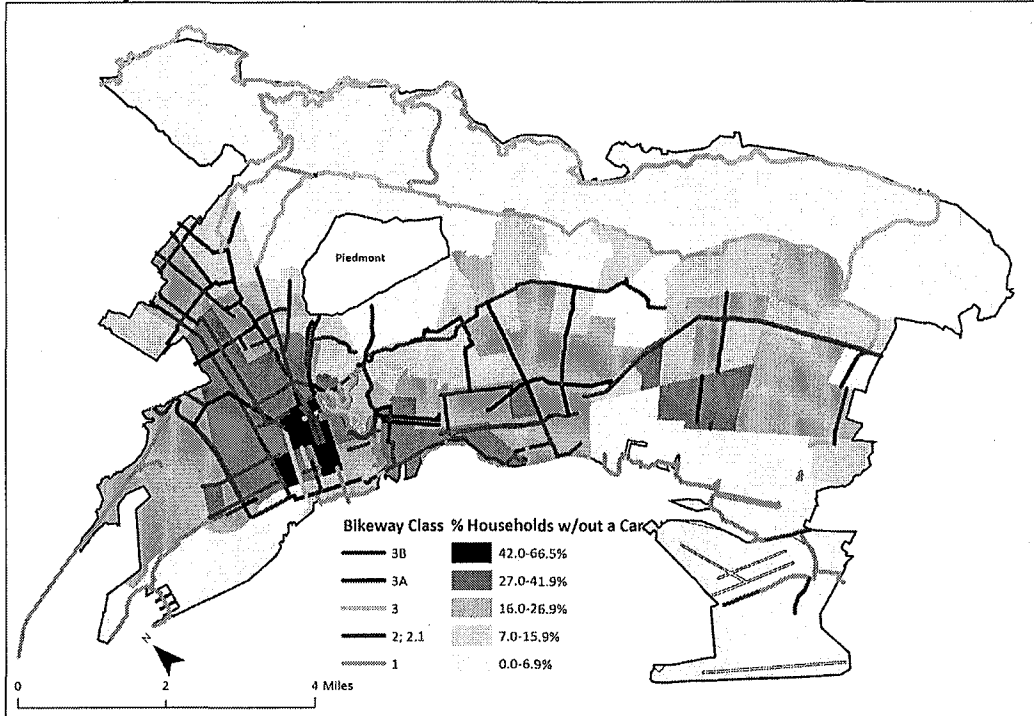 Piedmont
Bikeway Class % Households w/out a Car
3B 42.0-66.5%
3A 27.0-41.9%
3 16.0-26.9%
2; 2.1 7.0-15.9%
1 0.0-6.9%
N
0 2 4 Miles